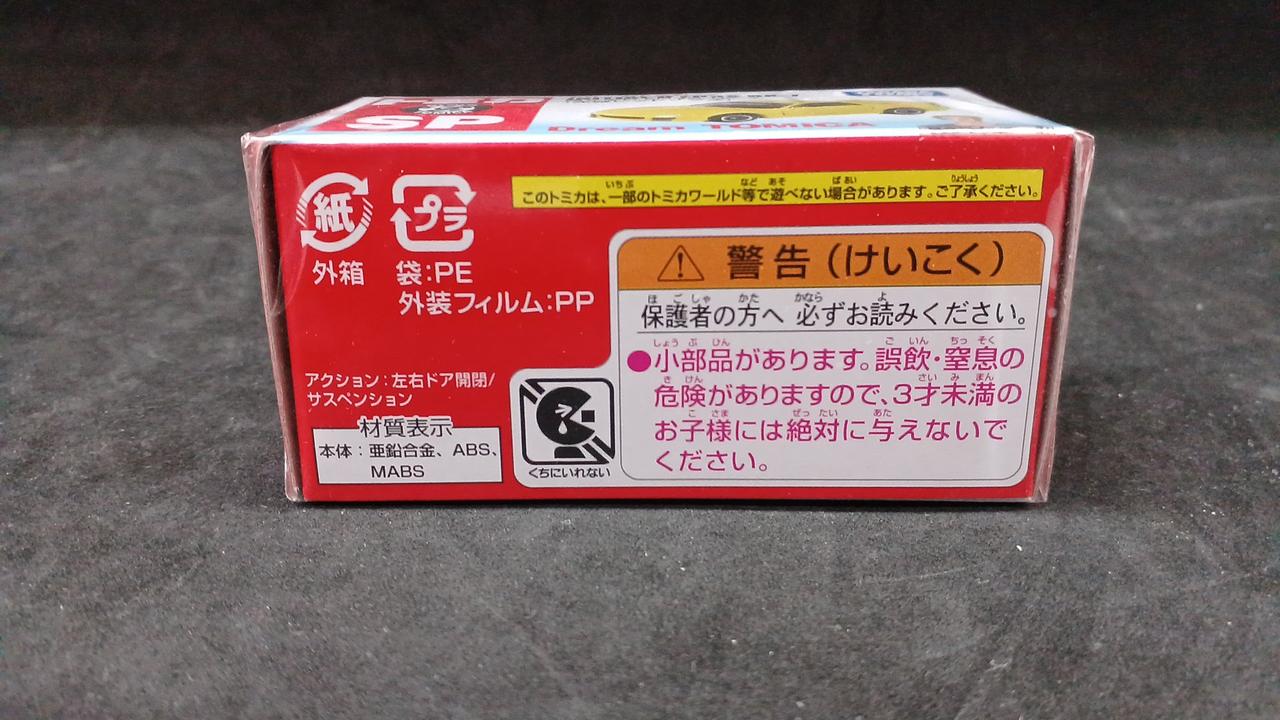 SP
Dream TOMICA
紙
外箱
プラ
袋:PE
外装フィルム:PP
このトミカは、一部のトミカワールド等で遊べない場合があります。ご了承ください。
警告(けいこく)
保護者の方へ 必ずお読みください。
●小部品があります。誤飲・窒息の
危険がありますので、3才未満の
お子様には絶対に与えないで
ください。
アクション:左右ドア開閉/
サスペンション
材質表示
本体:亜鉛合金、ABS、
MABS
くちにいれない